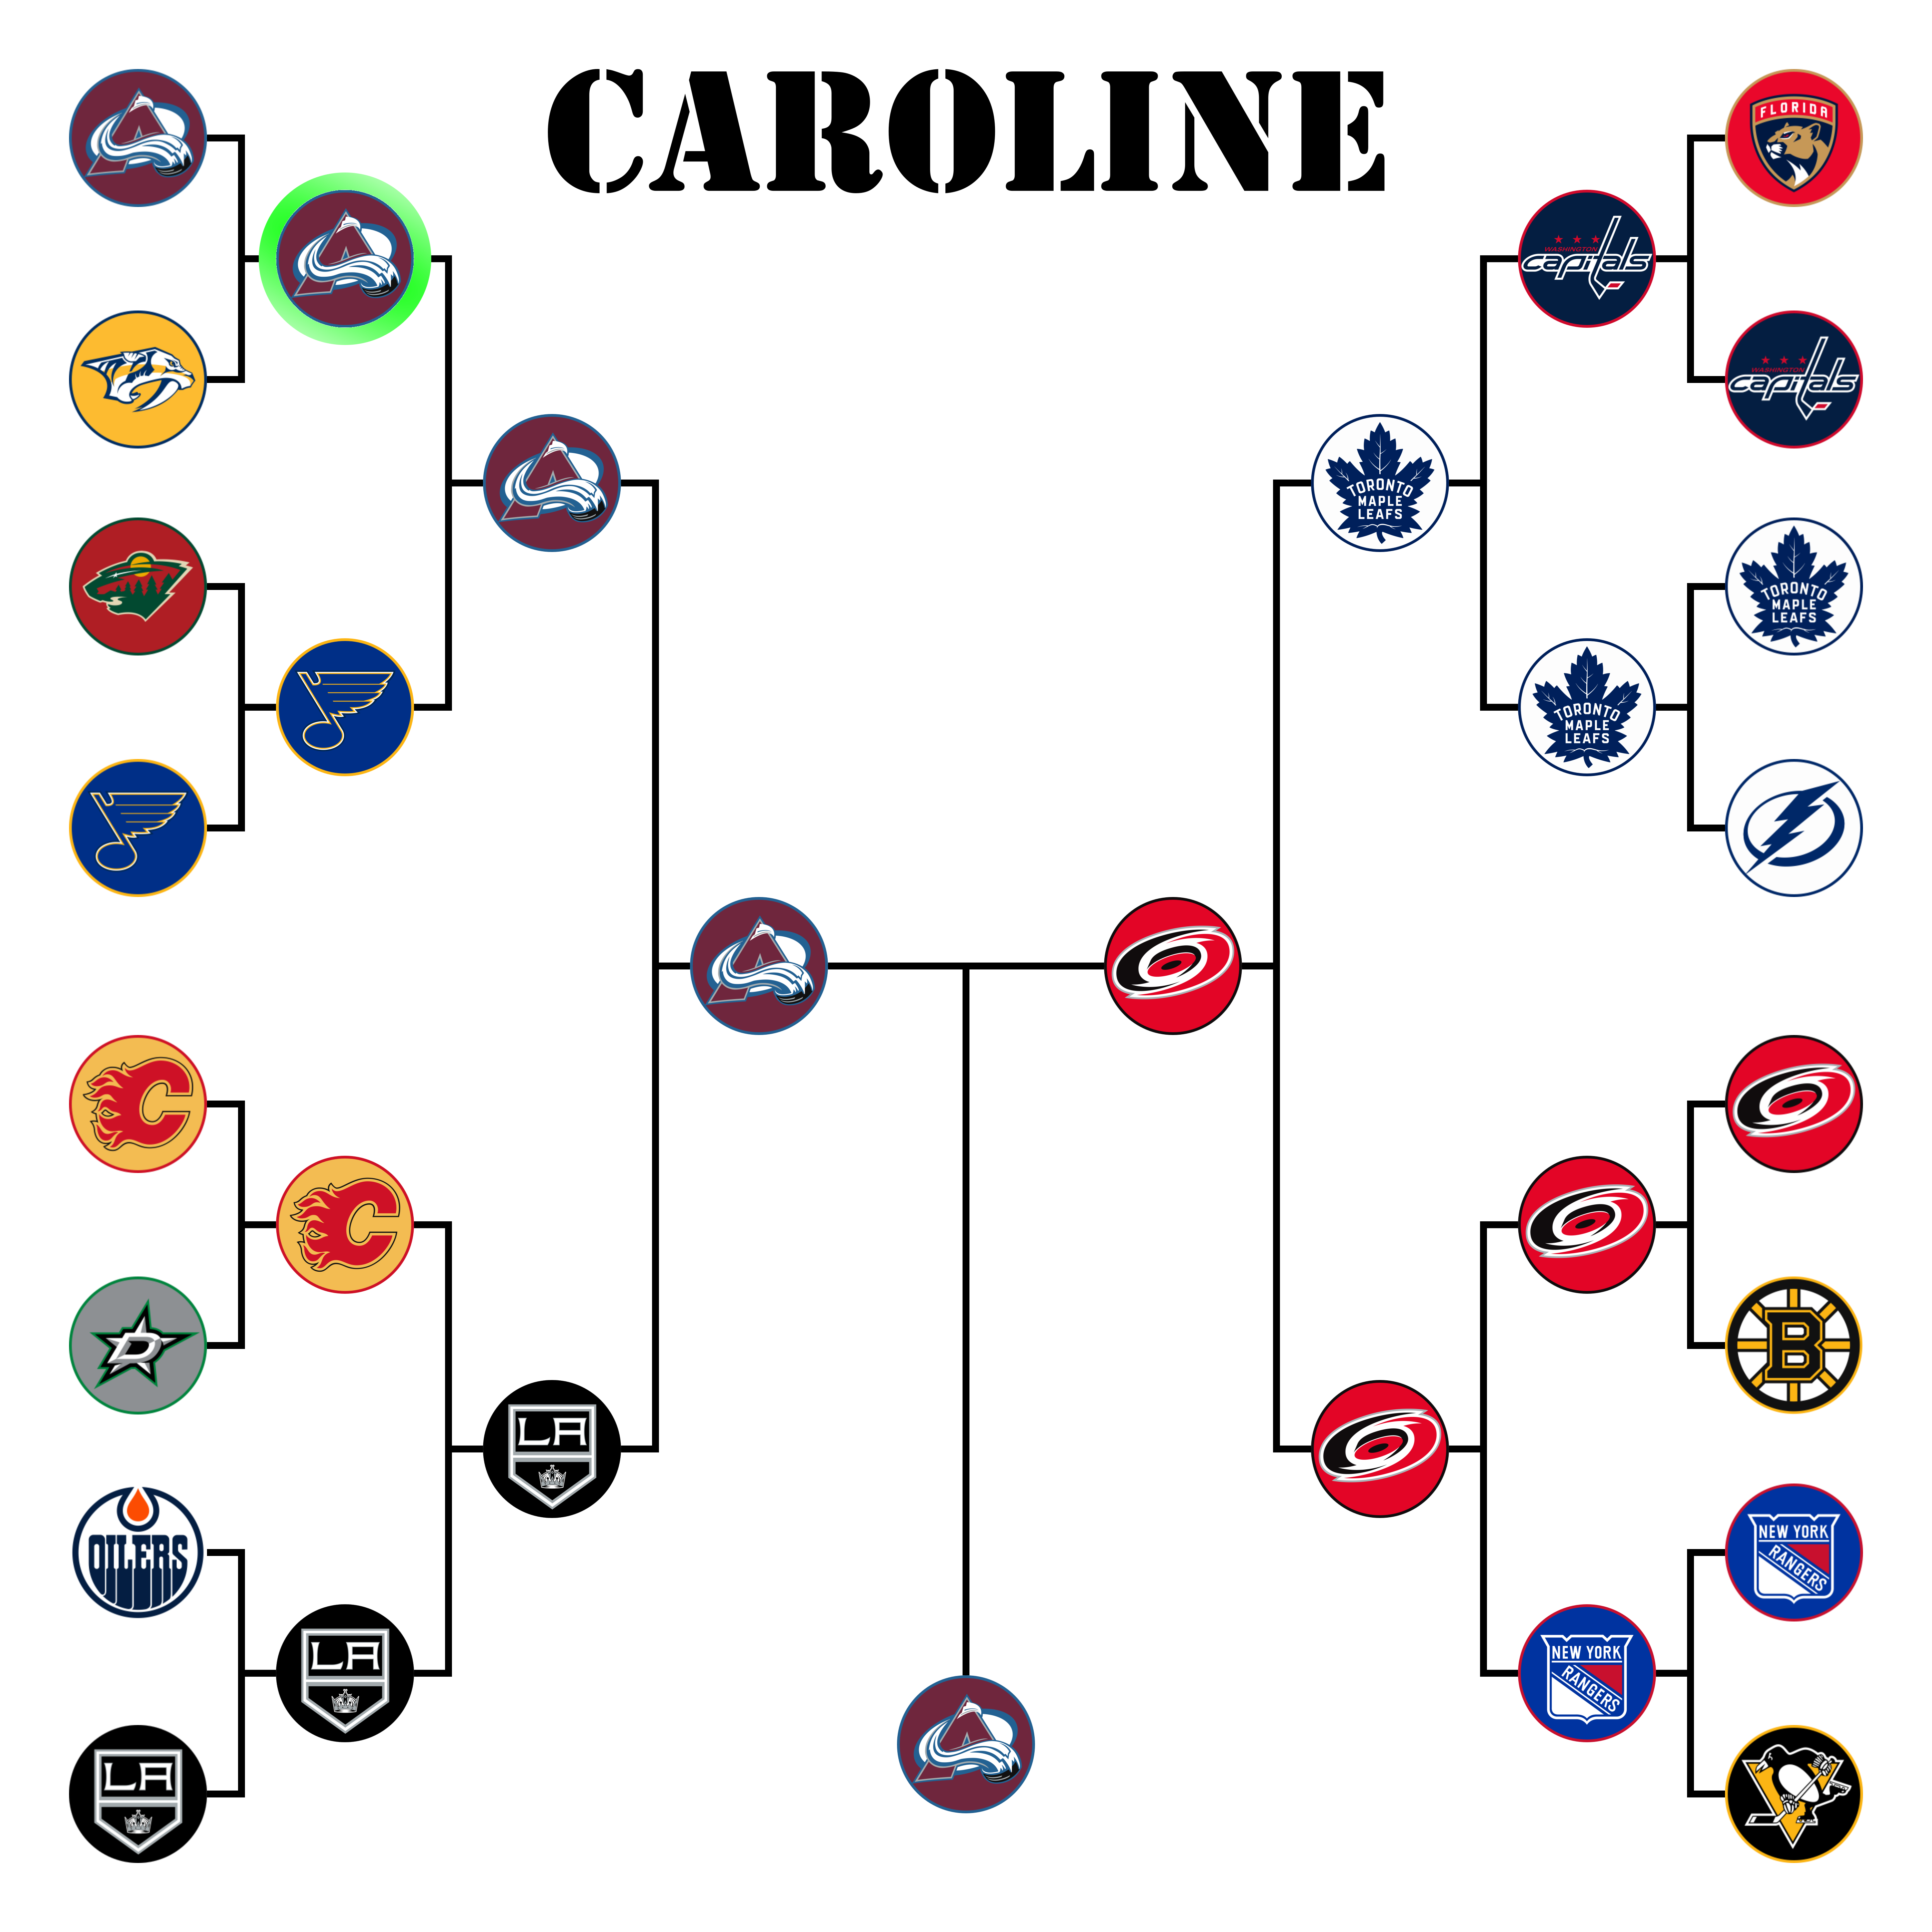 CAROLINE
FLORIDA
WASHINGTON
capitals
WASHINGTON
capitals
TORONTO
MAPLE
LEAFS
TORONTO
MAPLE
LEAFS
TORONTO
MAPLE
LEAFS
C
C
D
LA
OILERS
LA
LA
B
NEW YORK
RANGERS
NEW YORK
RANGERS